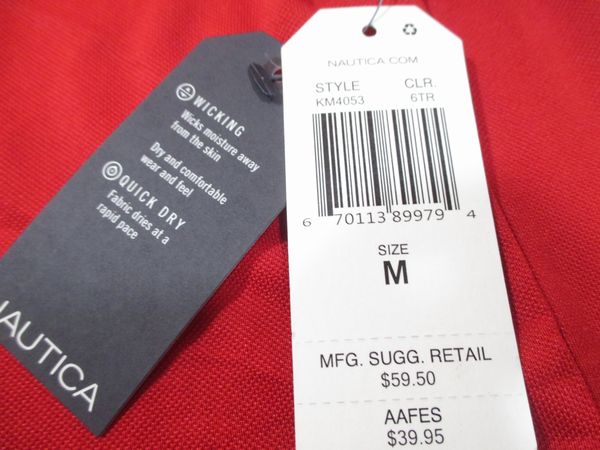 WICKING
Wicks moisture away
from the skin
Dry and comfortable
wear and feel
QUICK DRY
Fabric dries at a
rapid pace
NAUTICA
NAUTICA.COM
STYLE CLR.
KM4053 6TR
6 70113 89979 4
SIZE
M
MFG. SUGG. RETAIL
$59.50
AAFES
$39.95